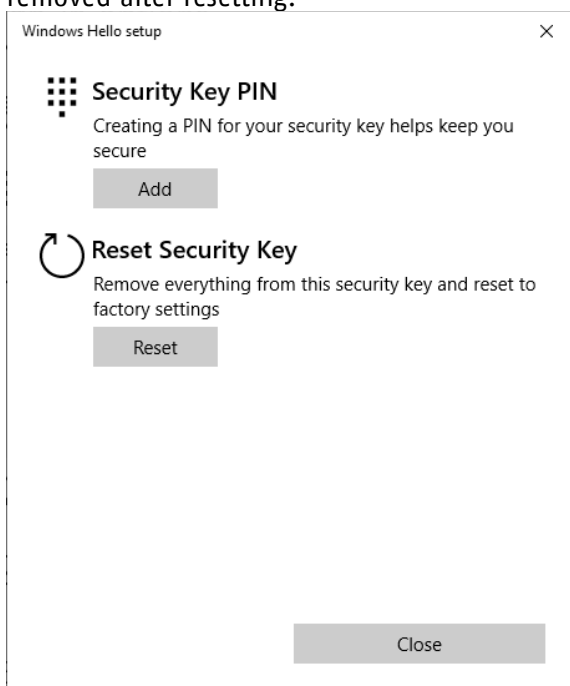 removed after resetting.
Windows Hello setup
Security Key PIN
Creating a PIN for your security key helps keep you
secure
Add
Reset Security Key
Remove everything from this security key and reset to
factory settings
Reset
Close